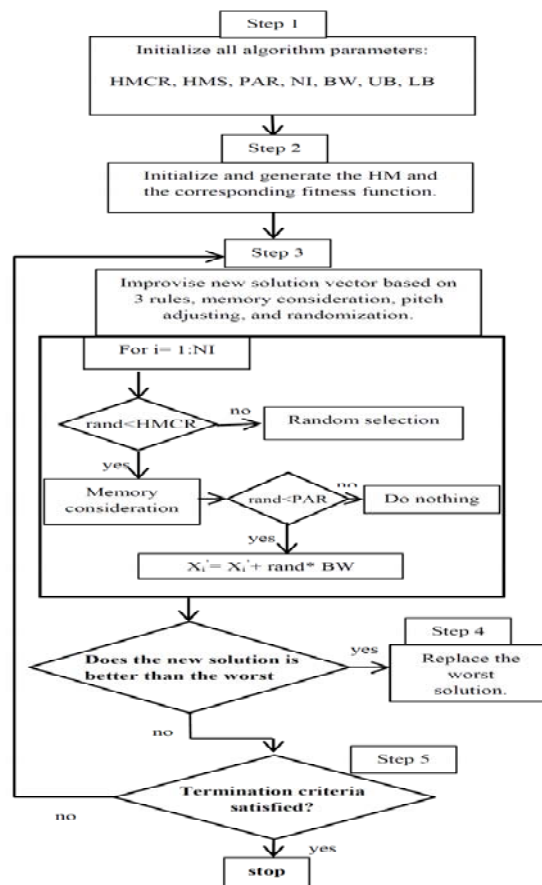 Step 1
Initialize all algorithm parameters:
HMCR, HMS, PAR, NI, BW, UB, LB
Step 2
Initialize and generate the HM and
the corresponding fitness function.
Step 3
Improvise new solution vector based on
3 rules, memory consideration, pitch
adjusting, and randomization.
For i= 1:NI
rand<HMCR
no
Random selection
yes
Memory
consideration
rand<PAR
no
Do nothing
yes
Xi'= Xi'+ rand* BW
Does the new solution is
better than the worst
yes
Step 4
Replace the
worst
solution.
no
Step 5
Termination criteria
satisfied?
no
yes
stop